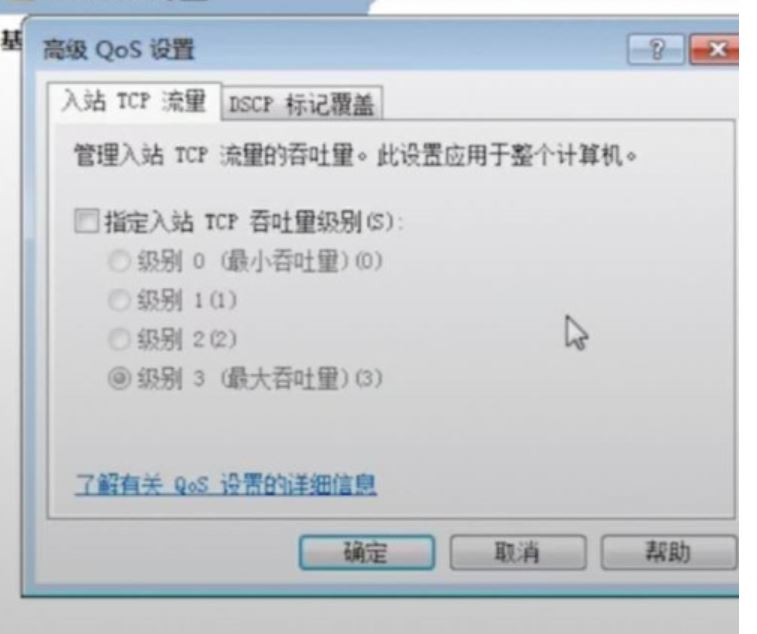 基
高级 QoS 设置
入站 TCP 流量
DSCP 标记覆盖
管理入站 TCP 流量的吞吐量。此设置应用于整个计算机。
指定入站 TCP 吞吐量级别(S):
级别 0 (最小吞吐量)(0)
级别 1(1)
级别 2(2)
级别 3 (最大吞吐量)(3)
了解有关 QoS 设置的详细信息
确定 取消 帮助